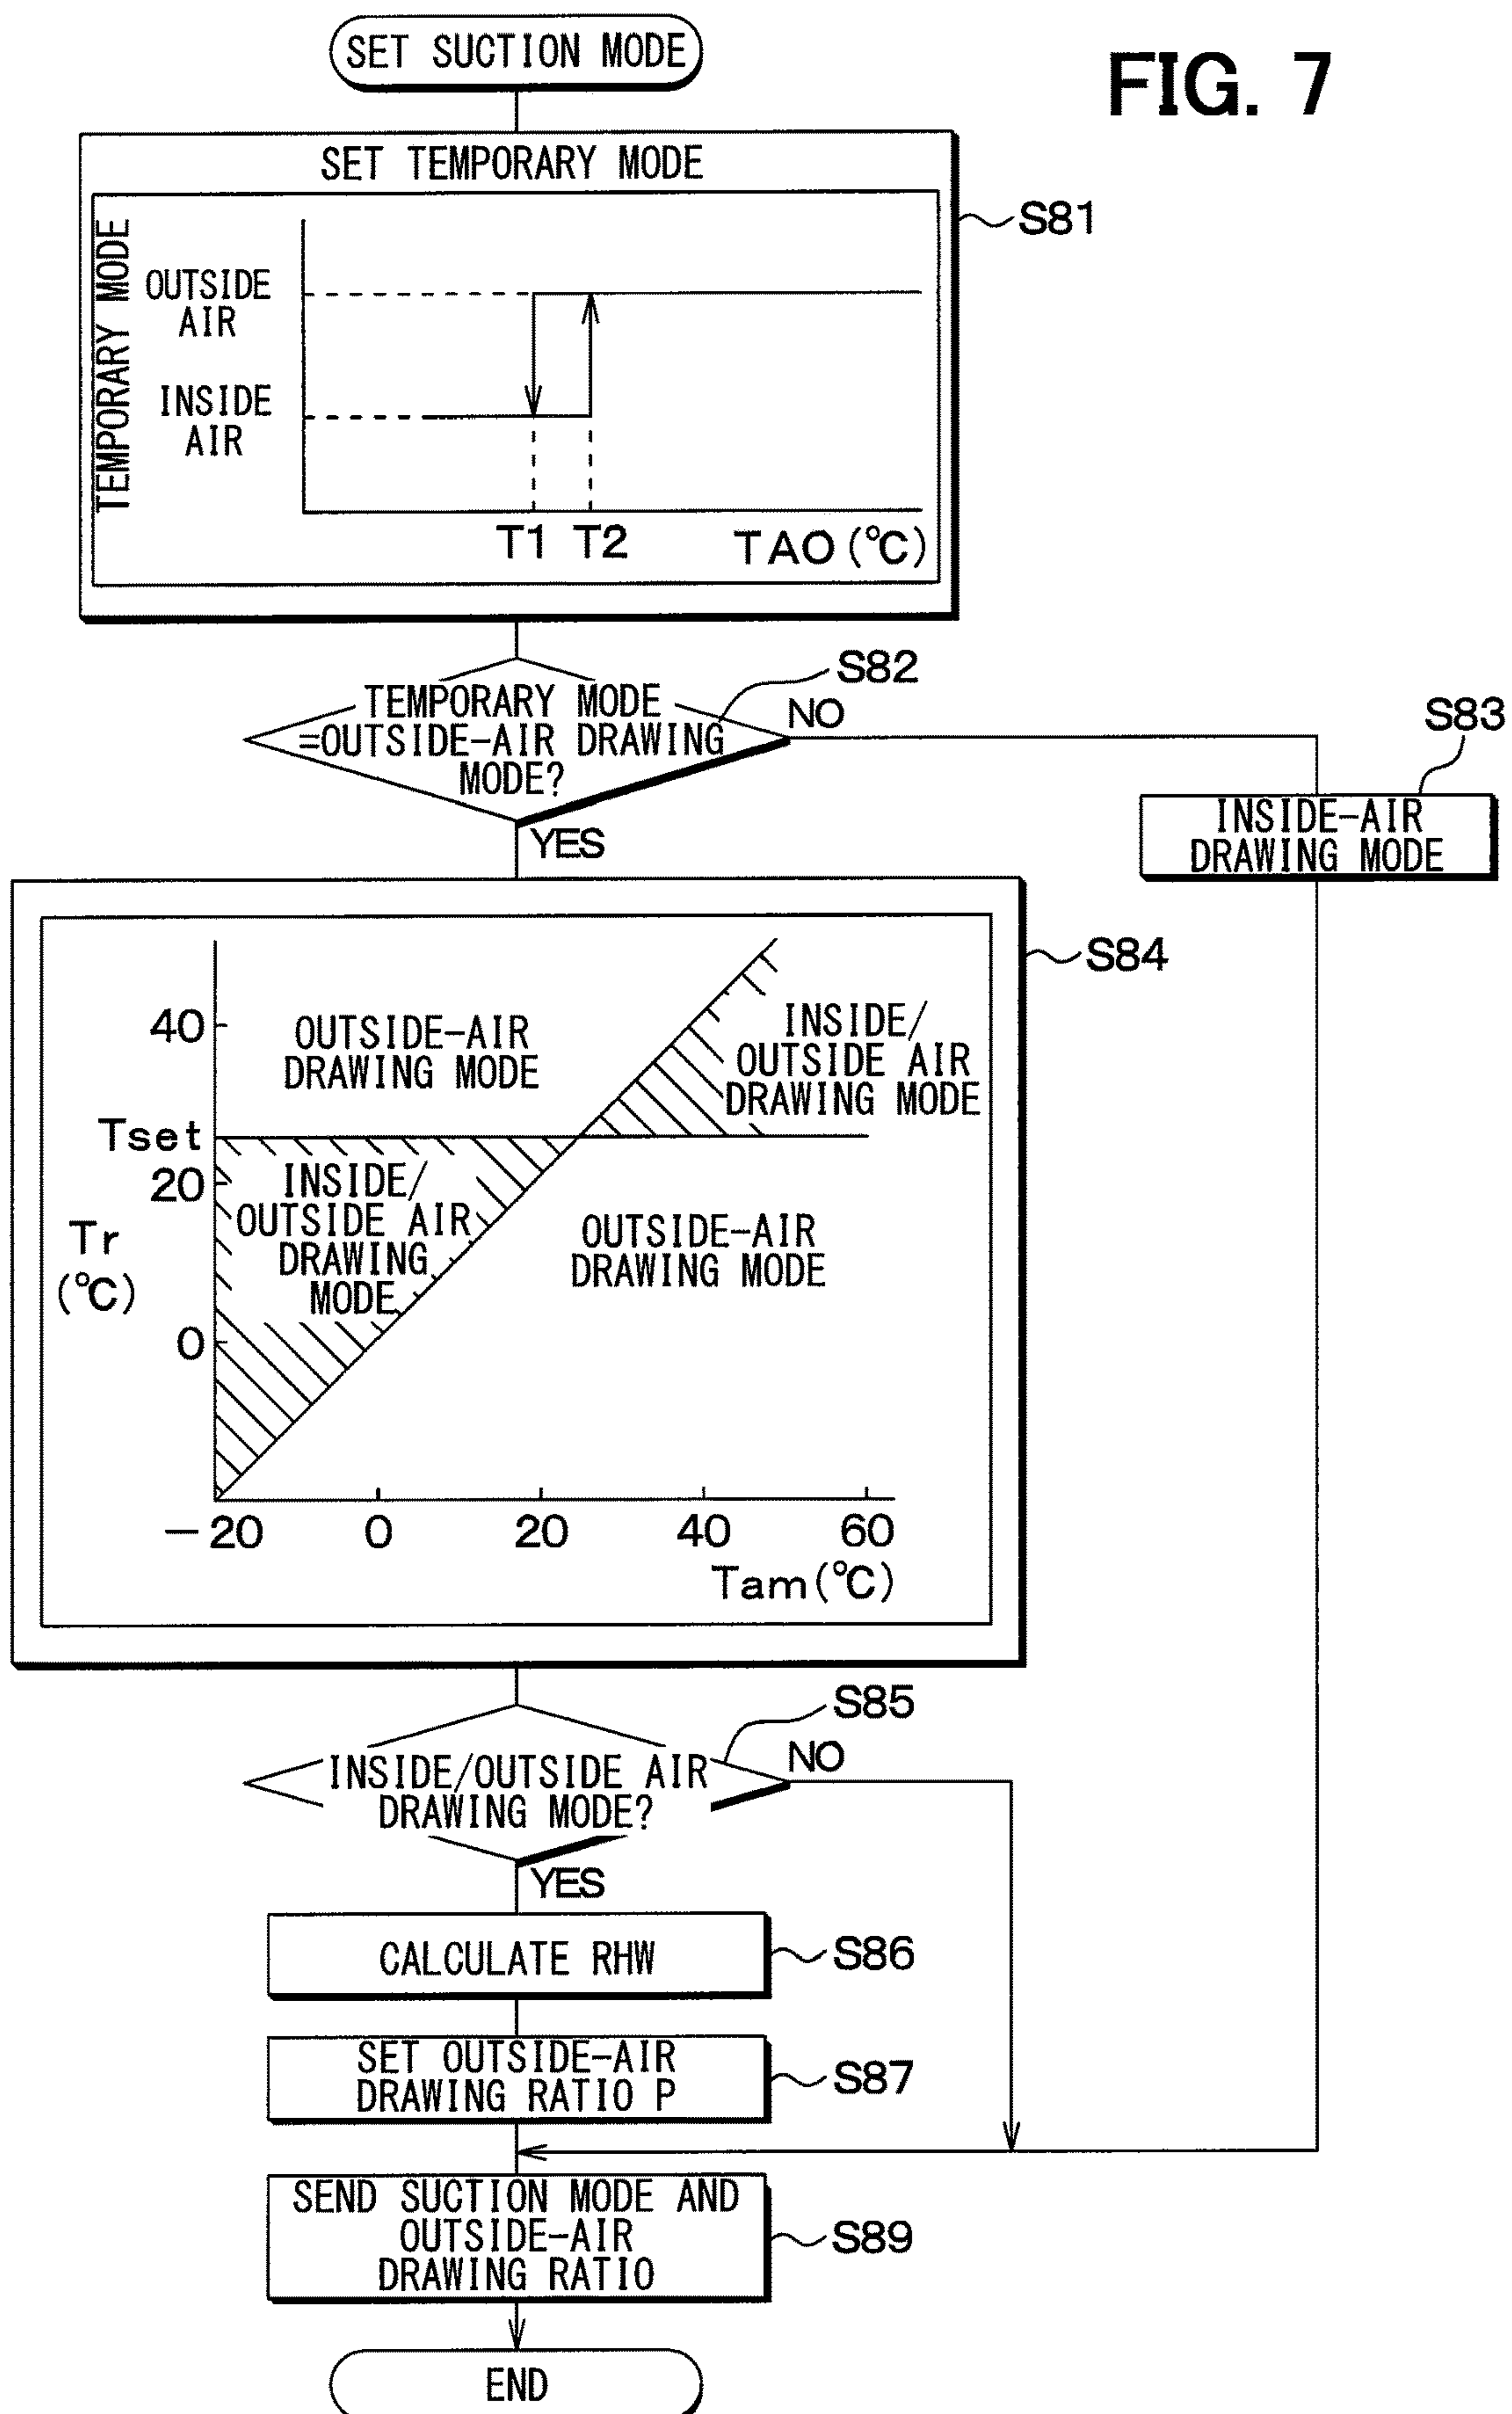 SET SUCTION MODE
FIG. 7
SET TEMPORARY MODE
S81
TEMPORARY MODE
OUTSIDE
AIR
INSIDE
AIR
T1 T2 TAO (℃)
S82
TEMPORARY MODE
=OUTSIDE-AIR DRAWING
MODE?
NO
YES
S83
INSIDE-AIR
DRAWING MODE
S84
40
Tset
20
Tr
(℃)
0
OUTSIDE-AIR
DRAWING MODE
INSIDE/
OUTSIDE AIR
DRAWING MODE
INSIDE/
OUTSIDE AIR
DRAWING
MODE
OUTSIDE-AIR
DRAWING MODE
-20 0 20 40 60
Tam (℃)
S85
INSIDE/OUTSIDE AIR
DRAWING MODE?
NO
YES
CALCULATE RHW
S86
SET OUTSIDE-AIR
DRAWING RATIO P
S87
SEND SUCTION MODE AND
OUTSIDE-AIR
DRAWING RATIO
S89
END